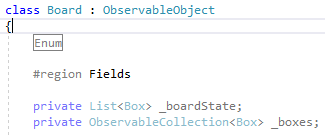 class Board : ObservableObject
{
Enum
#region Fields
private List<Box> _boardState;
private ObservableCollection<Box> _boxes;